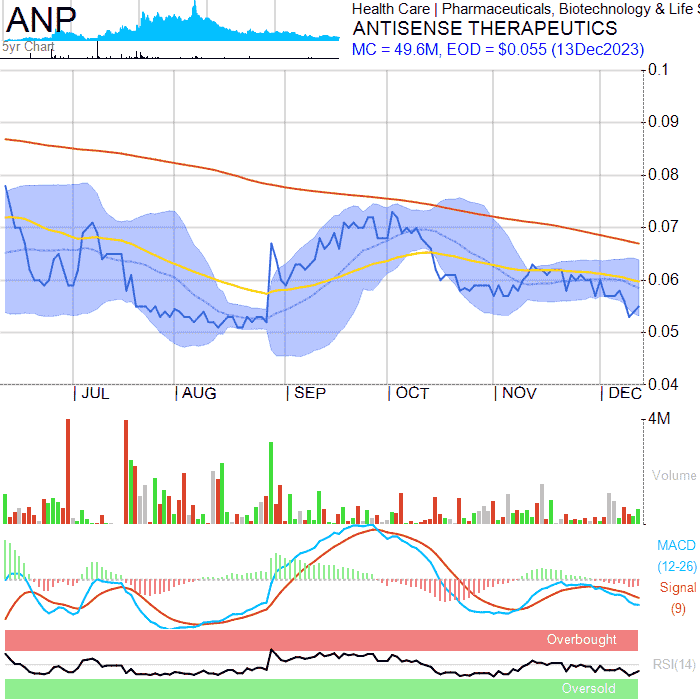 ANP
5yr Chart
Health Care | Pharmaceuticals, Biotechnology & Life S
ANTISENSE THERAPEUTICS
MC = 49.6M, EOD = $0.055 (13Dec2023)
0.1
0.09
0.08
0.07
0.06
0.05
0.04
| JUL | AUG | SEP | OCT | NOV | DEC
4M
Volume
MACD
(12-26)
Signal
(9)
Overbought
RSI(14)
Oversold